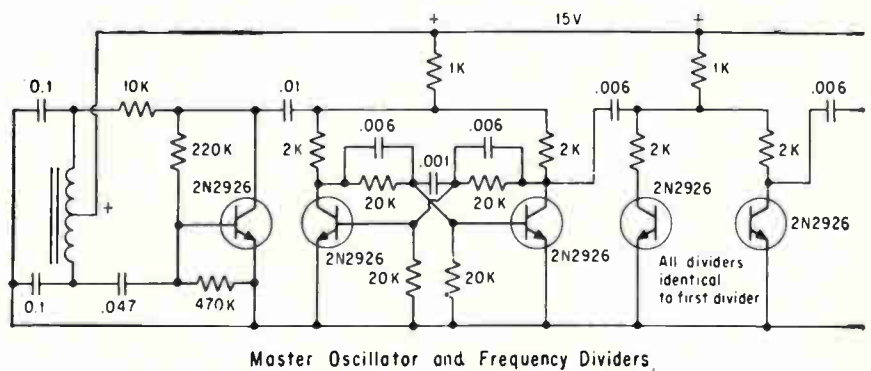 + 15V +
0.1 10K .01 1K .006 1K .006
220K 2K .006 .006 2K 2K 2K
.001
2N2926 20K 20K 2N2926
+
2N2926 2N2926 2N2926
0.1 .047 470K 20K 20K
All dividers
identical
to first divider
Master Oscillator and Frequency Dividers